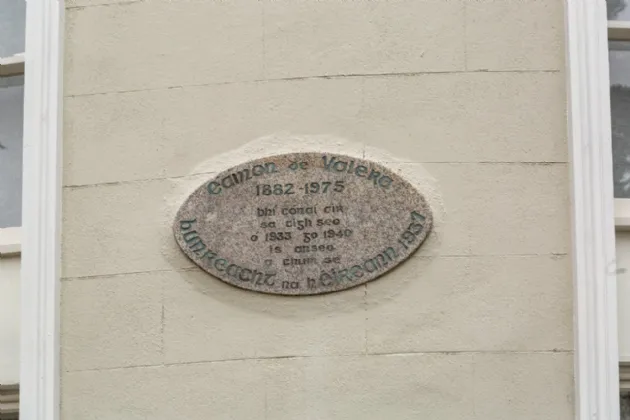 Eamon de Valera
1882-1975
bhí conaí air
sa tigh seo
o 1933 go 1940
is anseo
a chum sé
Bunreacht na hÉireann 1937